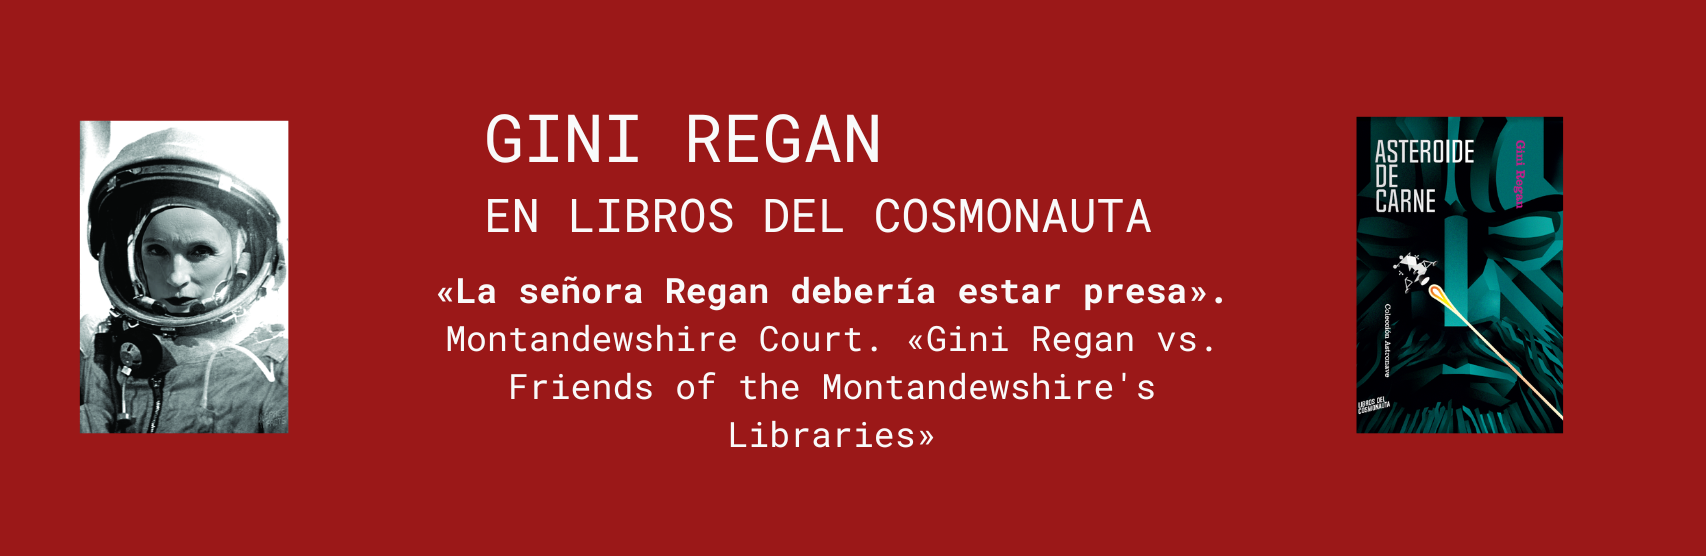 GINI REGAN
EN LIBROS DEL COSMONAUTA
«La señora Regan debería estar presa».
Montandewshire Court. «Gini Regan vs.
Friends of the Montandewshire's
Libraries»
ASTEROIDE
DE
CARNE
Gini Regan
Colección Astronave
LIBROS DEL
COSMONAUTA